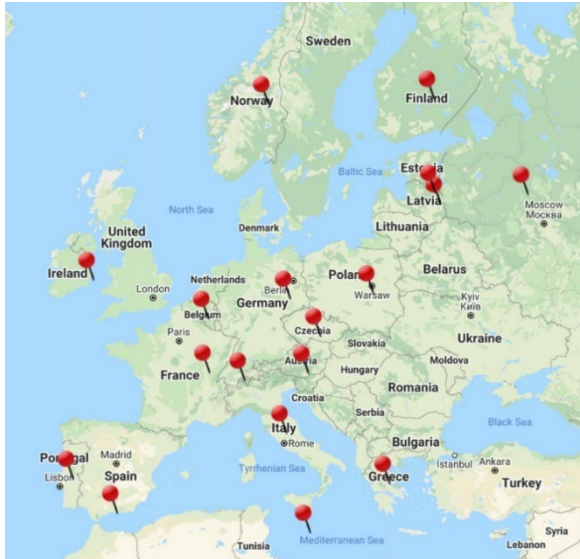 Sweden
Norway
Finland
Estonia
Baltic Sea
Latvia
Moscow
Москва
North Sea
Denmark
Lithuania
United
Kingdom
Ireland
Netherlands
Berlin
Poland
Belarus
London
Warsaw
Germany
Belgium
Kyiv
Київ
Paris
Czechia
Ukraine
Slovakia
Austria
Moldova
France
Hungary
Romania
Croatia
Serbia
Italy
Black Sea
Rome
Bulgaria
Portugal
Madrid
Tyrrhenian Sea
İstanbul
Ankara
Lisbon
Spain
Greece
Turkey
Tunisia
Mediterranean Sea
Syria
Lebanon